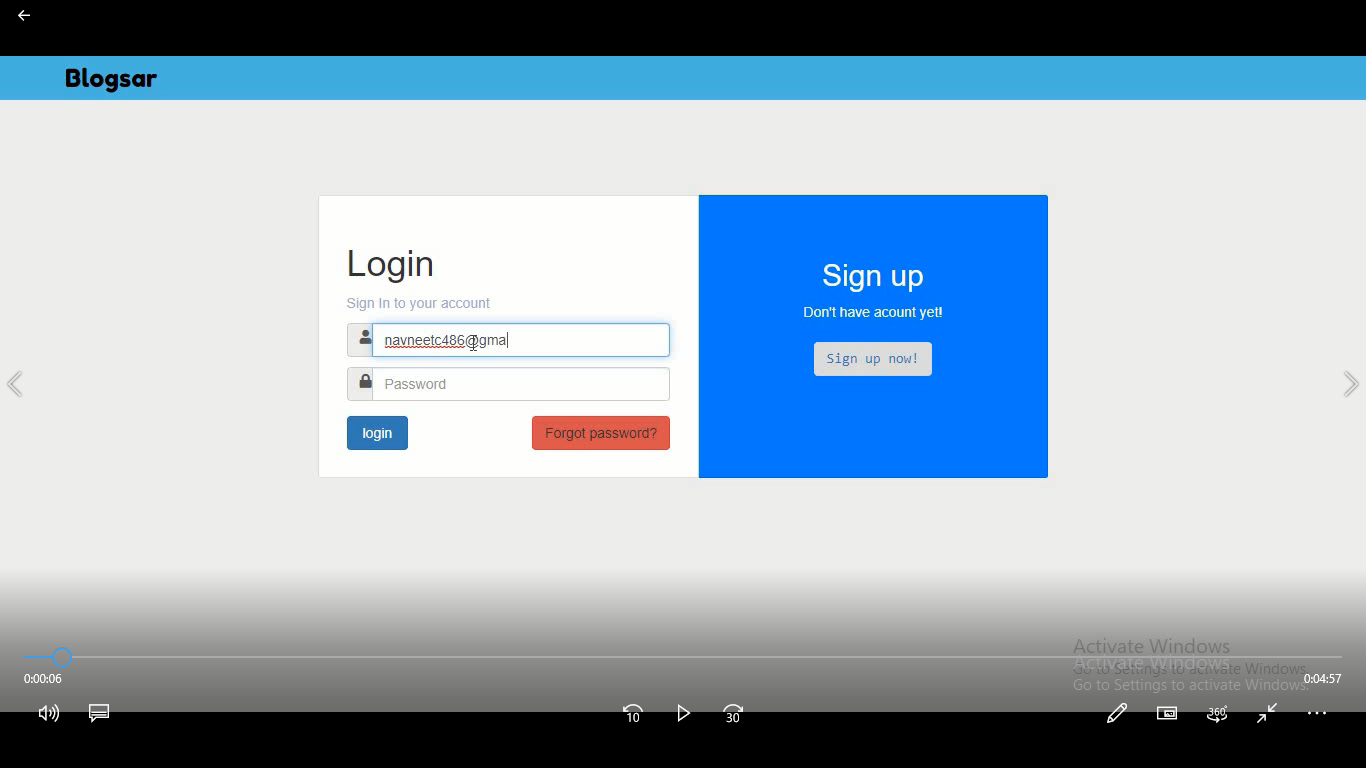 Blogsar
Login
Sign In to your account
navneetc486@gma
Password
login
Forgot password?
Sign up
Don't have acount yet!
Sign up now!
Activate Windows
Activate Windows
Go to Settings to activate Windows.
Go to Settings to activate Windows.
0:00:06
0:04:57
10
30
360°